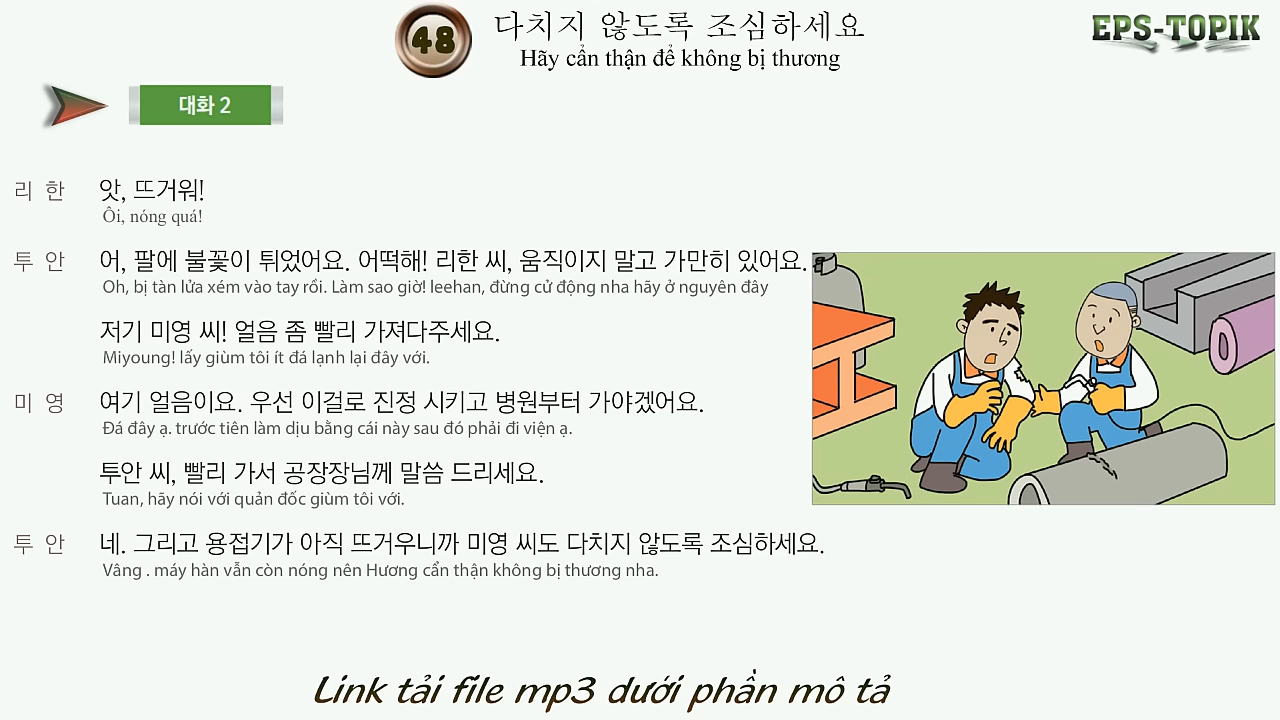 48
다치지 않도록 조심하세요
Hãy cẩn thận để không bị thương
EPS-TOPIK
대화 2
리 한 앗, 뜨거워!
Ôi, nóng quá!
투 안 어, 팔에 불꽃이 튀었어요. 어떡해! 리한 씨, 움직이지 말고 가만히 있어요.
Oh, bị tàn lửa xém vào tay rồi. Làm sao giờ! leehan, đừng cử động nha hãy ở nguyên đây
저기 미영 씨! 얼음 좀 빨리 가져다주세요.
Miyoung! lấy giùm tôi ít đá lạnh lại đây với.
미 영 여기 얼음이요. 우선 이걸로 진정 시키고 병원부터 가야겠어요.
Đá đây ạ. trước tiên làm dịu bằng cái này sau đó phải đi viện ạ.
투안 씨, 빨리 가서 공장장님께 말씀 드리세요.
Tuan, hãy nói với quản đốc giùm tôi với.
투 안 네. 그리고 용접기가 아직 뜨거우니까 미영 씨도 다치지 않도록 조심하세요.
Vâng . máy hàn vẫn còn nóng nên Hương cẩn thận không bị thương nha.
Link tải file mp3 dưới phần mô tả